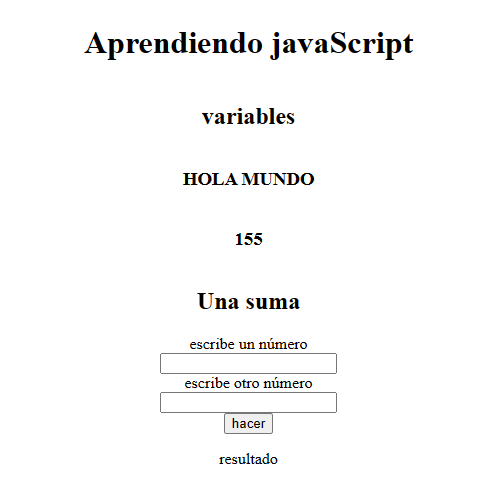 Aprendiendo javaScript
variables
HOLA MUNDO
155
Una suma
escribe un número
escribe otro número
hacer
resultado